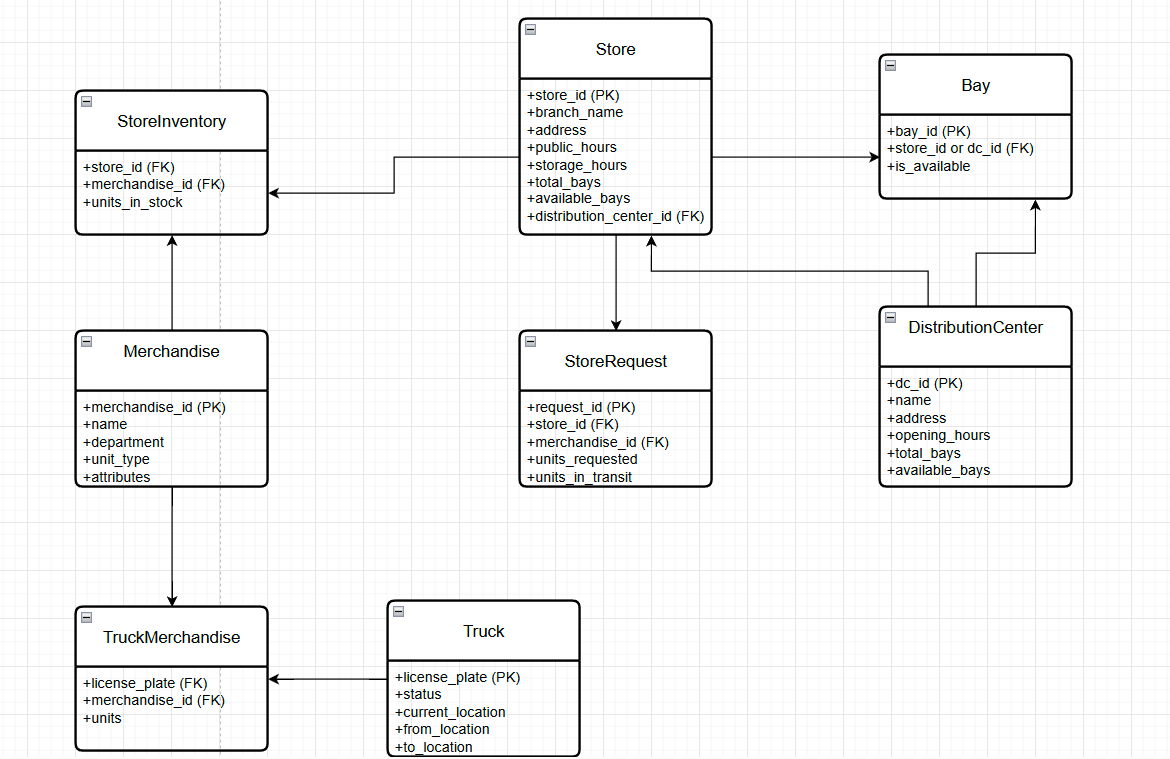 Store
+store_id (PK)
+branch_name
+address
+public_hours
+storage_hours
+total_bays
+available_bays
+distribution_center_id (FK)
Bay
+bay_id (PK)
+store_id or dc_id (FK)
+is_available
StoreInventory
+store_id (FK)
+merchandise_id (FK)
+units_in_stock
Merchandise
+merchandise_id (PK)
+name
+department
+unit_type
+attributes
StoreRequest
+request_id (PK)
+store_id (FK)
+merchandise_id (FK)
+units_requested
+units_in_transit
DistributionCenter
+dc_id (PK)
+name
+address
+opening_hours
+total_bays
+available_bays
TruckMerchandise
+license_plate (FK)
+merchandise_id (FK)
+units
Truck
+license_plate (PK)
+status
+current_location
+from_location
+to_location